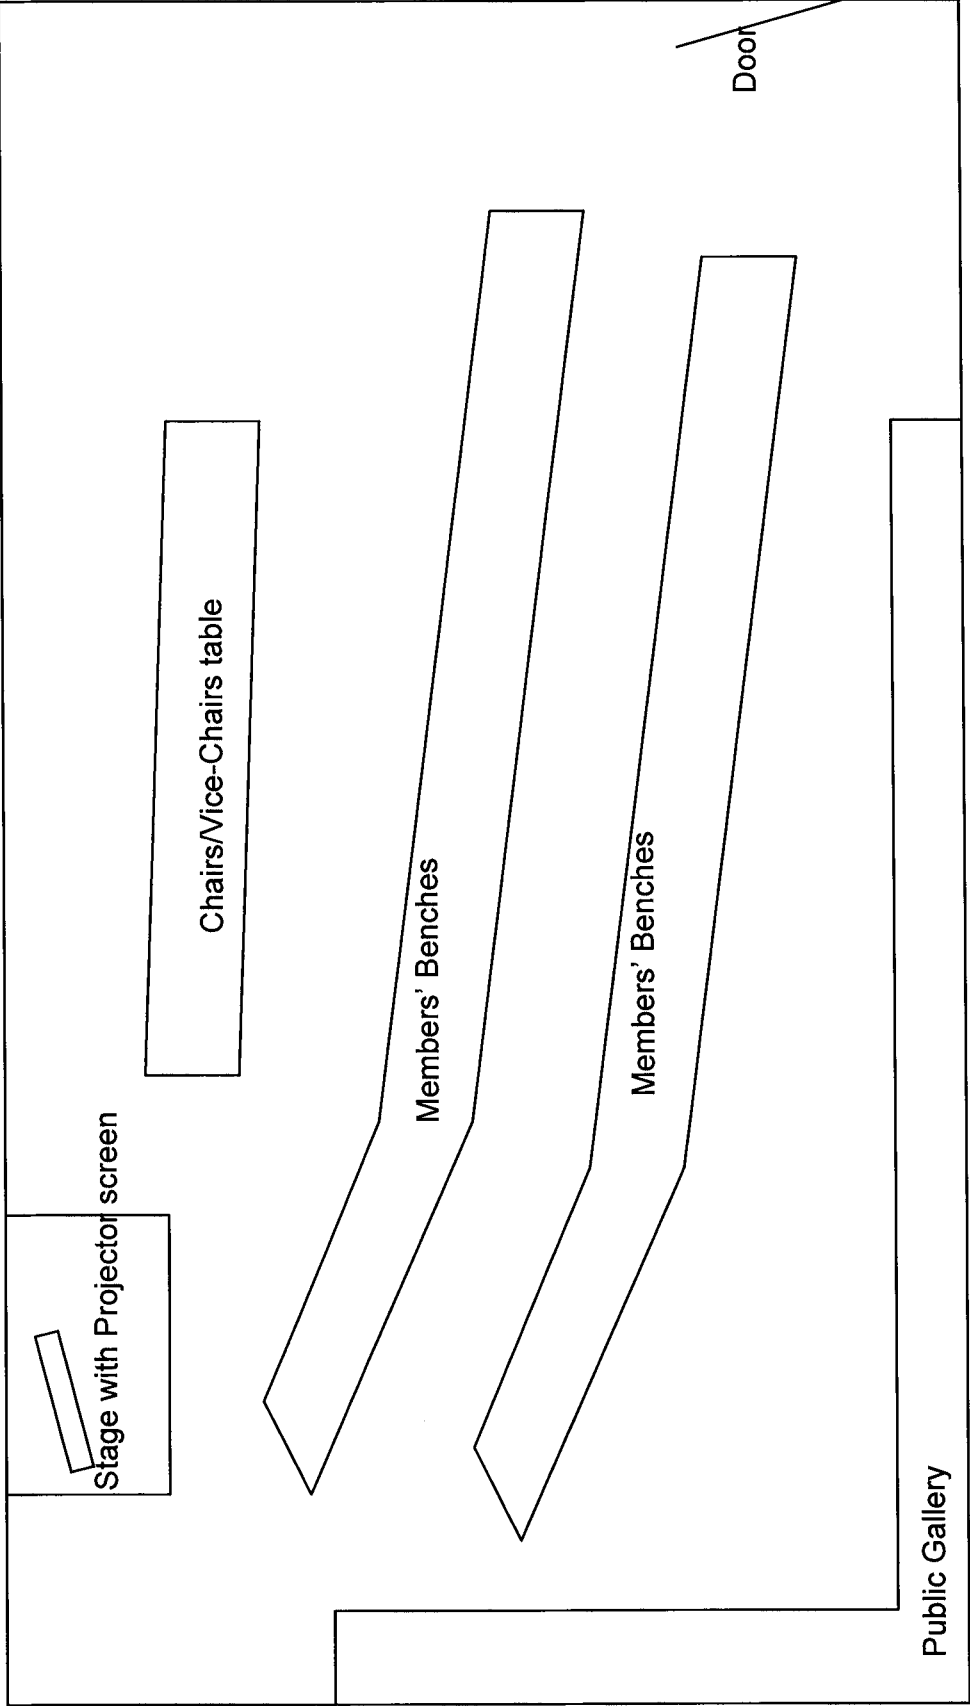 Stage with Projector screen
Chairs/Vice-Chairs table
Members’ Benches
Members’ Benches
Public Gallery
Door